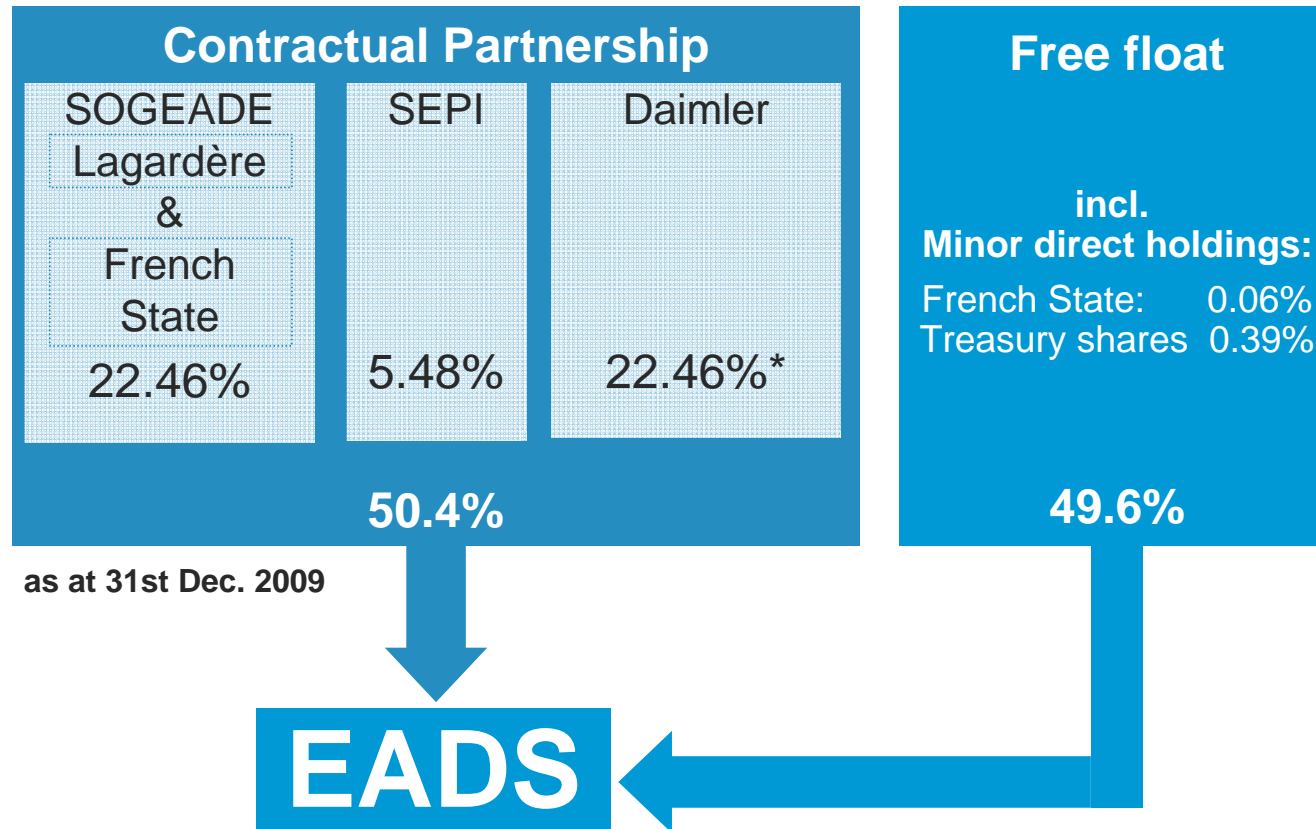 Contractual Partnership
SOGEADE
Lagardère
&
French
State
22.46%
SEPI
5.48%
Daimler
22.46%*
50.4%
Free float
incl.
Minor direct holdings:
French State: 0.06%
Treasury shares 0.39%
49.6%
as at 31st Dec. 2009
EADS